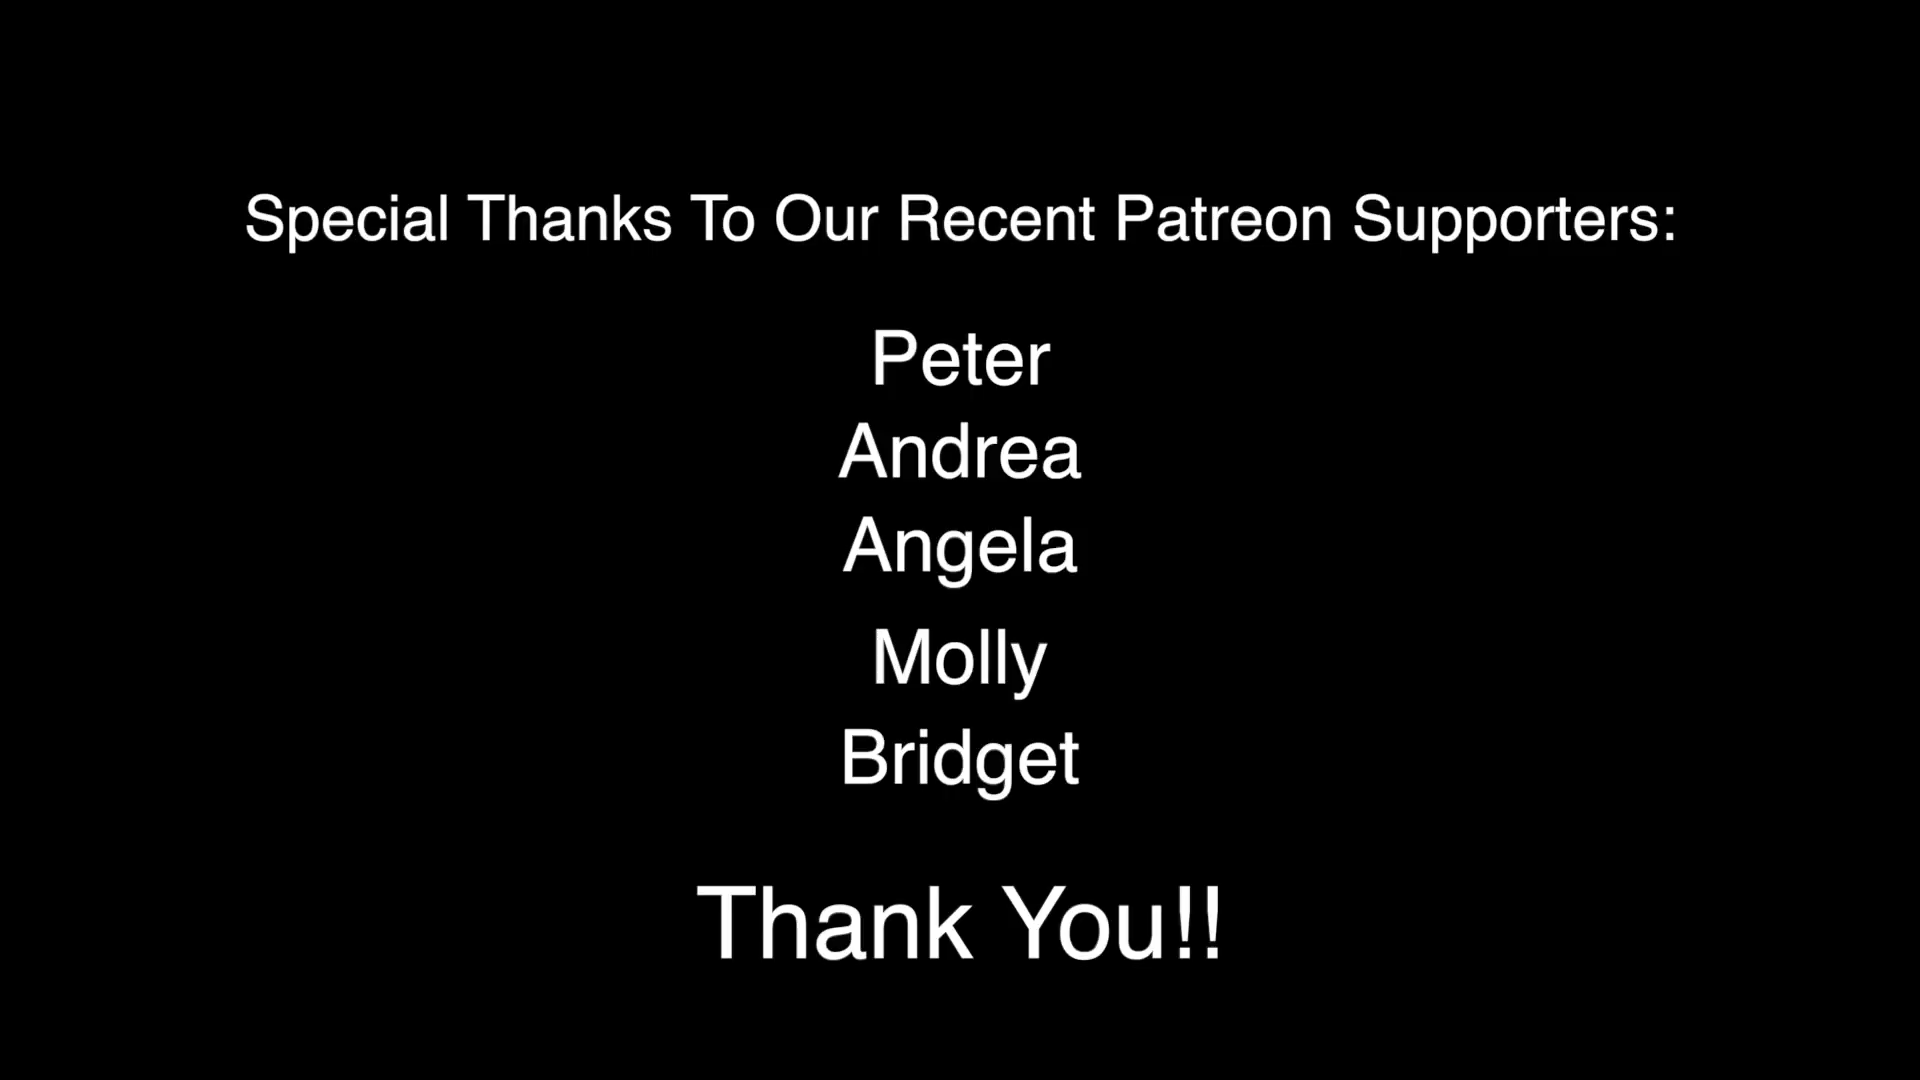 Special Thanks To Our Recent Patreon Supporters:
Peter
Andrea
Angela
Molly
Bridget
Thank You!!